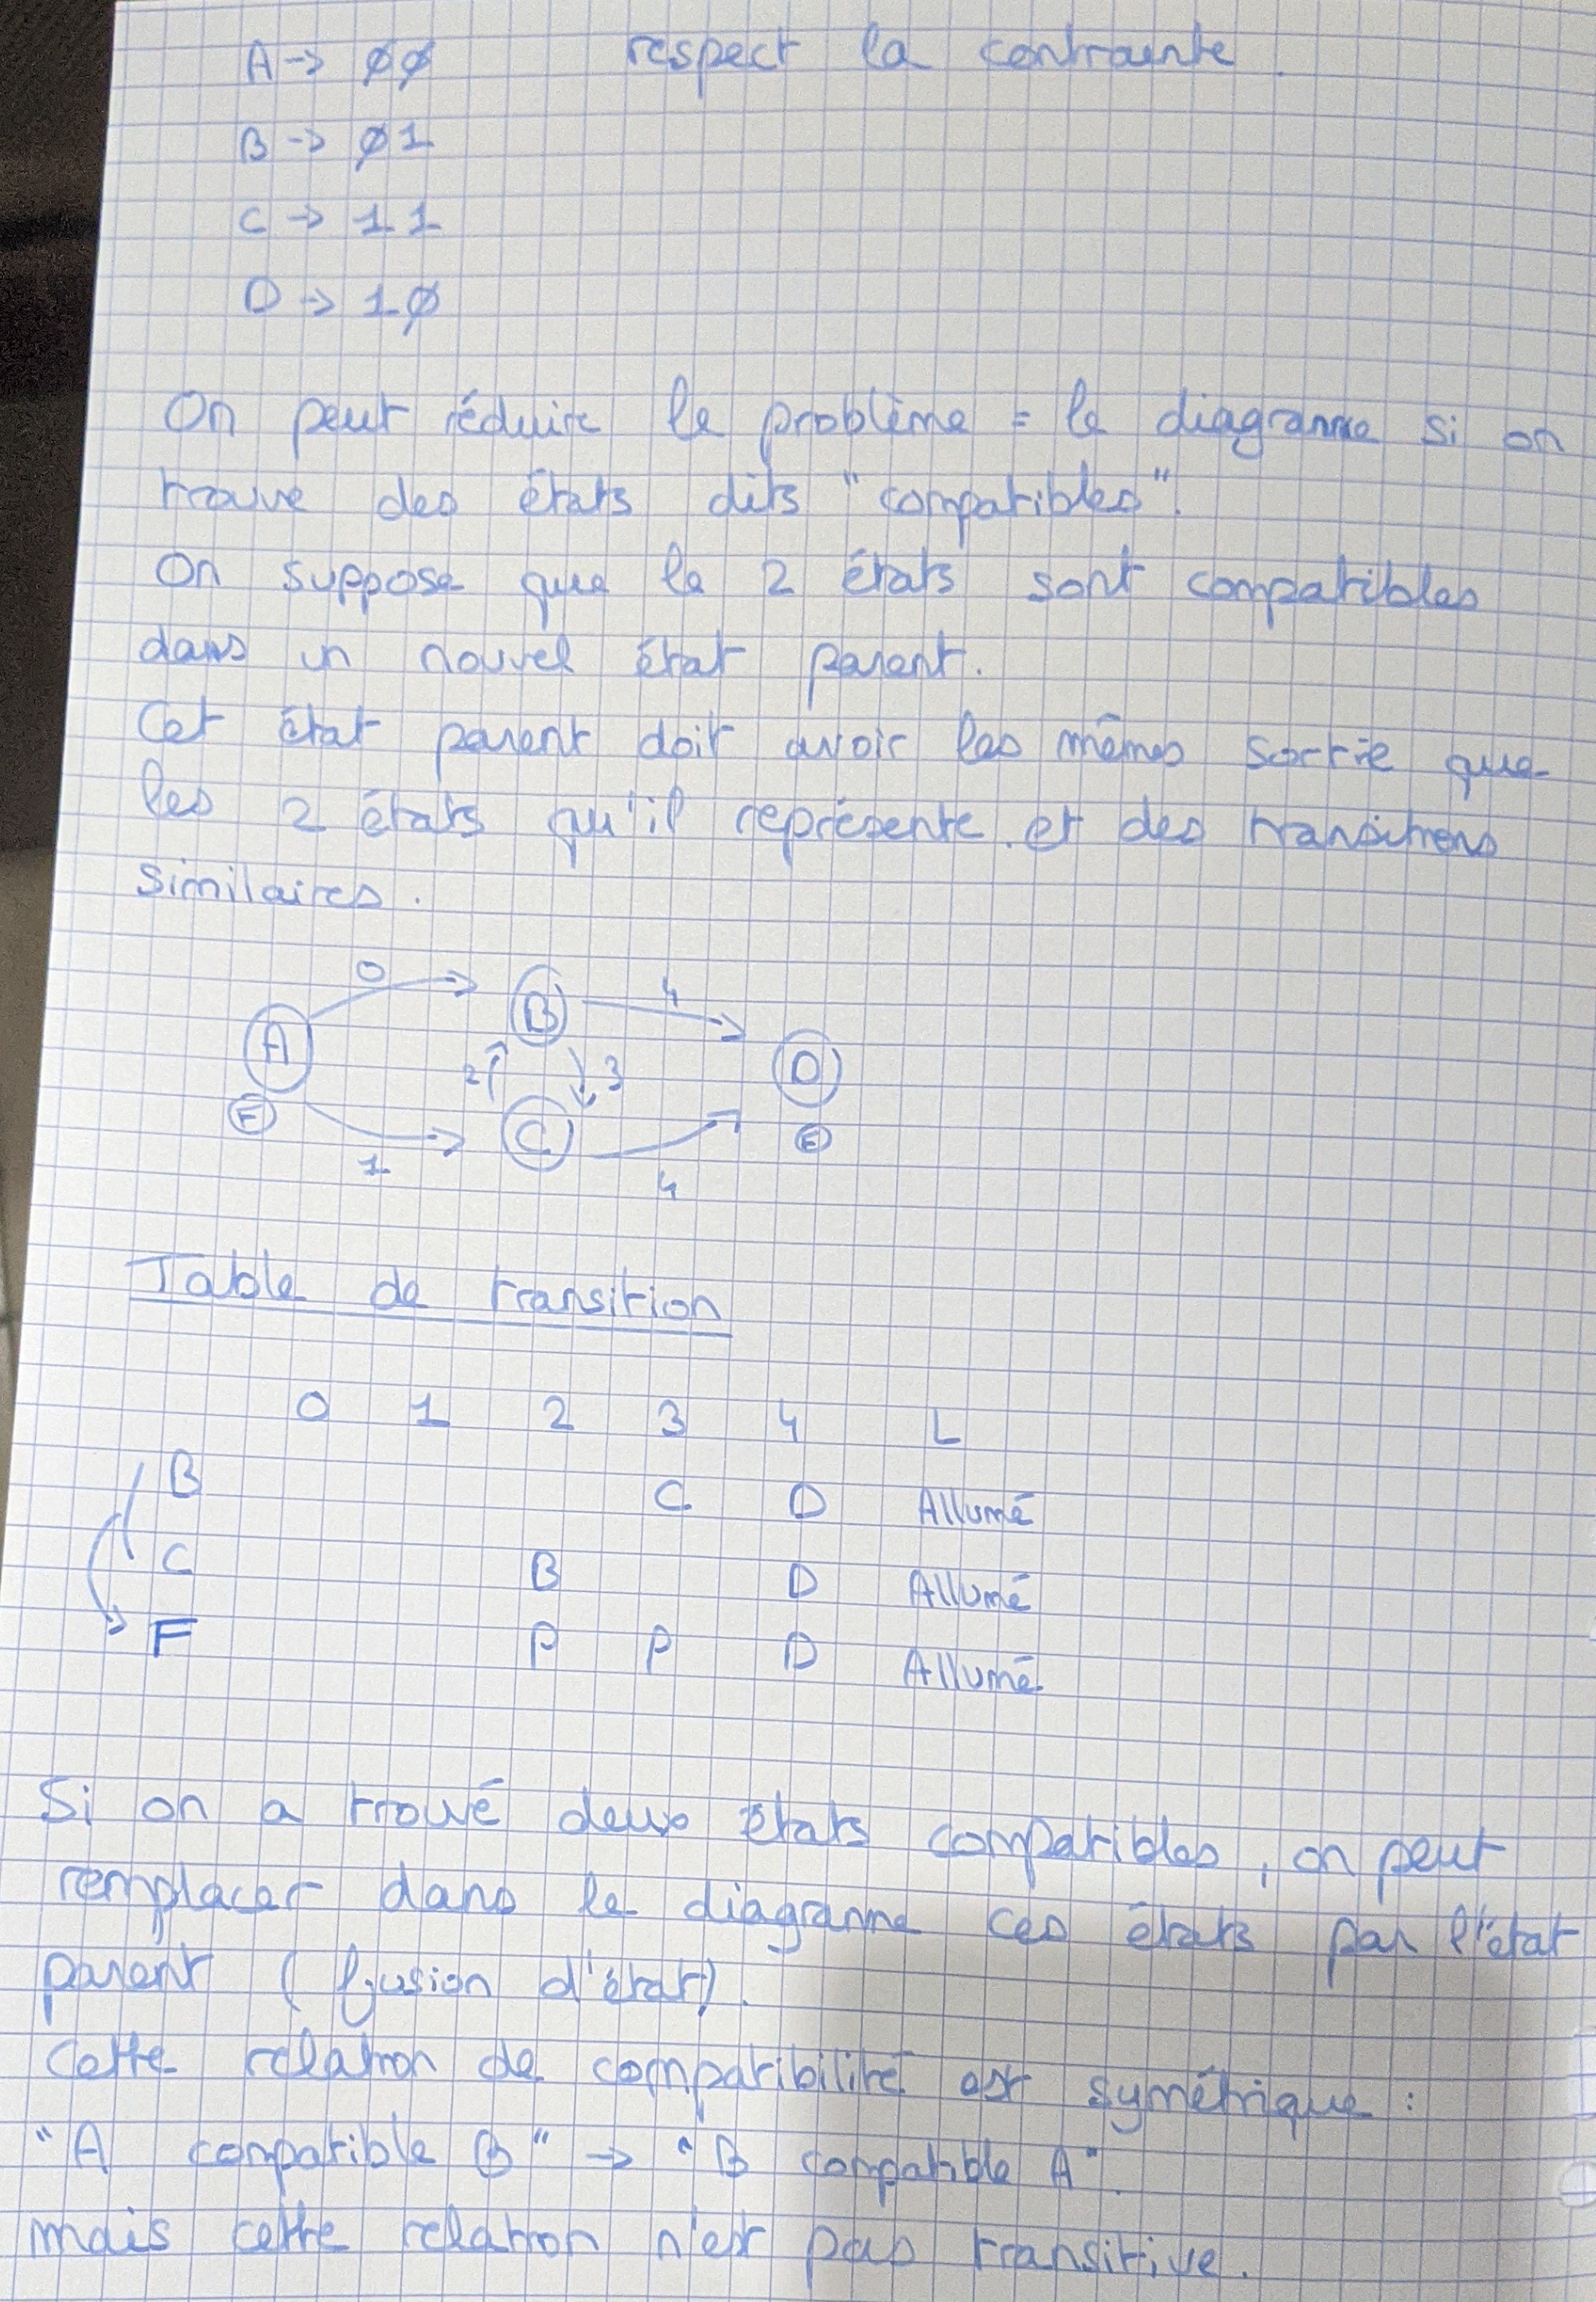 A → ØØ respect la contrainte.
B → Ø1
C → 11
D → 1Ø
On peut réduire le problème = le diagramme si on
trouve des états dits "compatibles".
On suppose que le 2 états sont compatibles
dans un nouvel état parent.
Cet état parent doit avoir les mêmes sortie que
les 2 états qu'il représente et des transitions
similaires.
0 B 4
A 2 3 D
E C E
1 4
Table de transition
0 1 2 3 4 L
B C D Allumé
C B D Allumé
F P P D Allumé
Si on a trouvé deux états compatibles, on peut
remplacer dans le diagramme ces états par l'état
parent (fusion d'état).
Cette relation de compatibilité est symétrique :
"A compatible B" → "B compatible A".
mais cette relation n'est pas transitive.